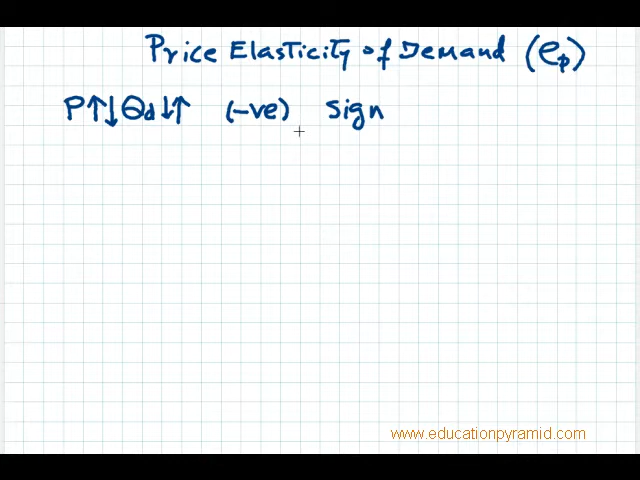 Price Elasticity of Demand (ep)
P↑↓Qd↓↑ (-ve) Sign
www.educationpyramid.com